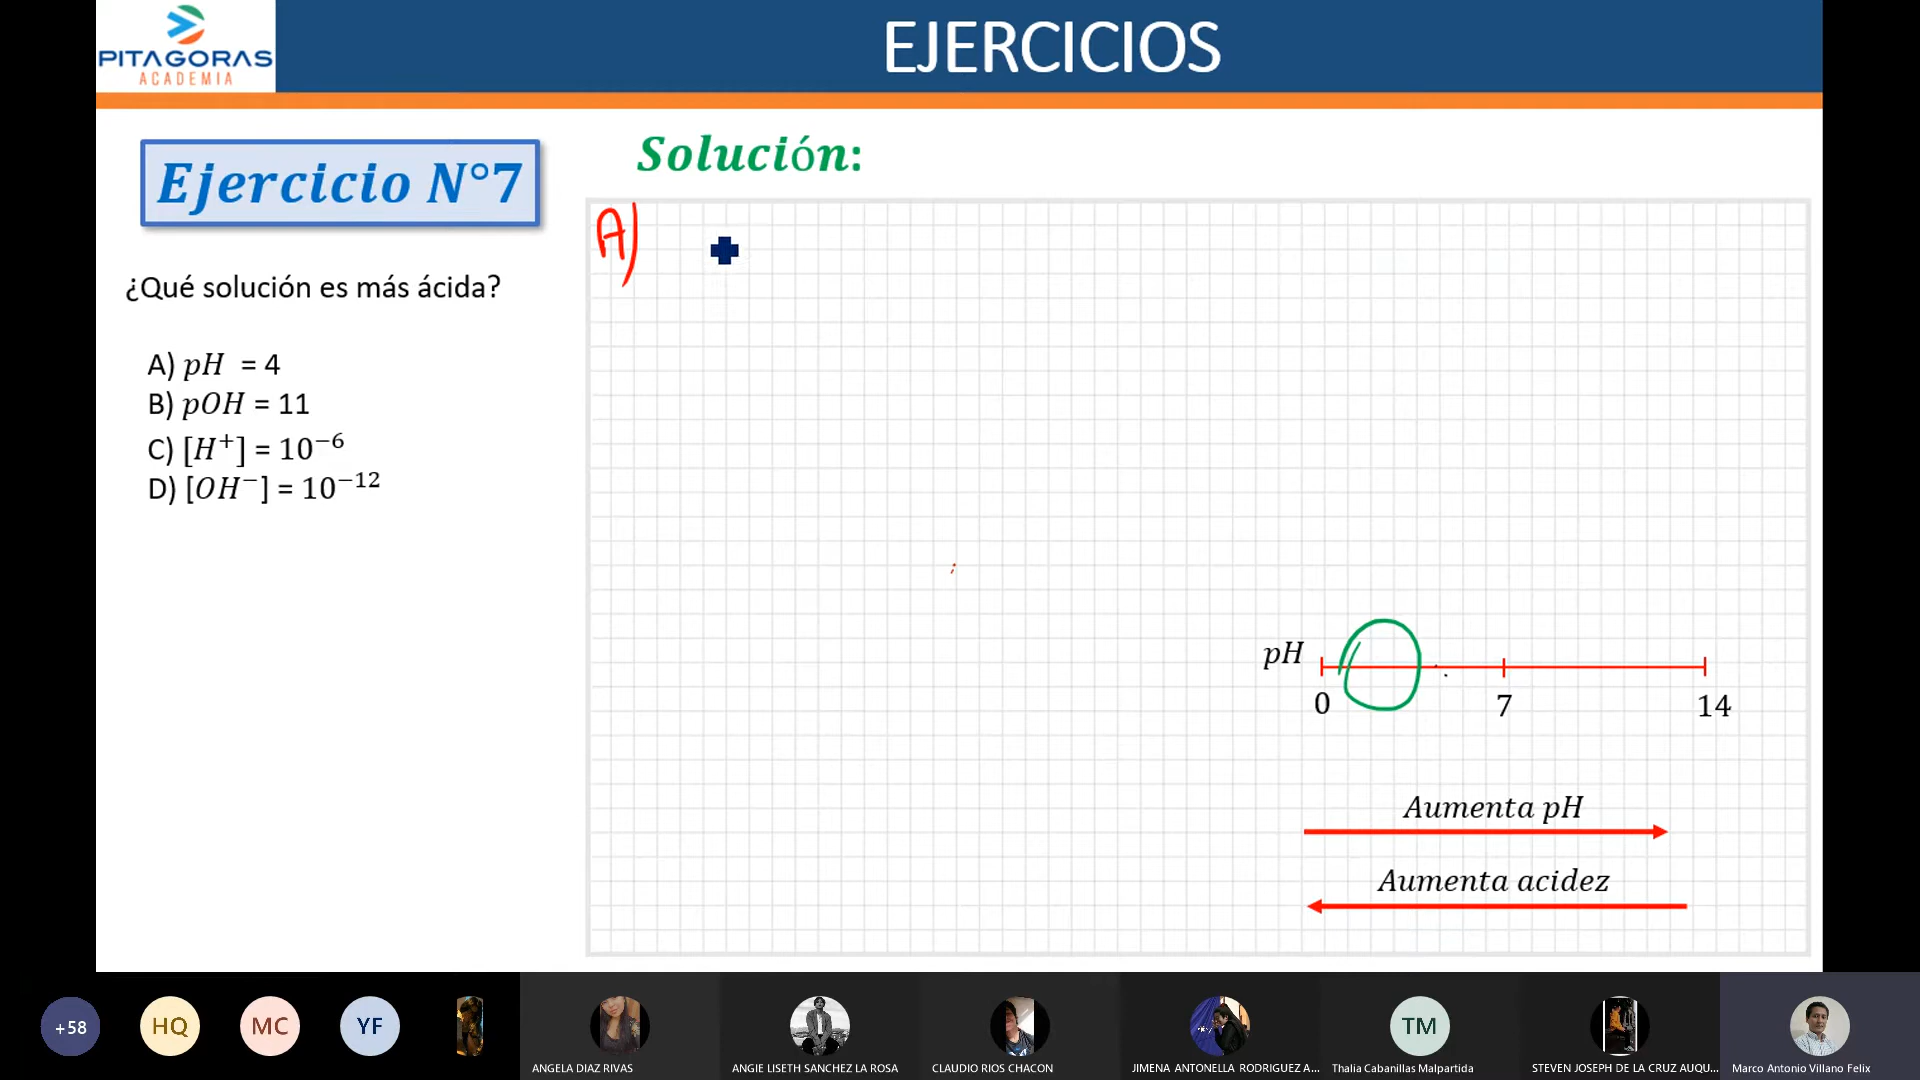 PITAGORAS
ACADEMIA
EJERCICIOS
Ejercicio N°7
Solución:
¿Qué solución es más ácida?
A) pH = 4
B) pOH = 11
C) [H⁺] = 10⁻⁶
D) [OH⁻] = 10⁻¹²
A)
pH
0
7
14
Aumenta pH
Aumenta acidez
+58
HQ
MC
YF
TM
ANGELA DIAZ RIVAS
ANGIE LISETH SANCHEZ LA ROSA
CLAUDIO RIOS CHACON
JIMENA ANTONELLA RODRIGUEZ A...
Thalia Cabanillas Malpartida
STEVEN JOSEPH DE LA CRUZ AUQU...
Marco Antonio Villano Felix